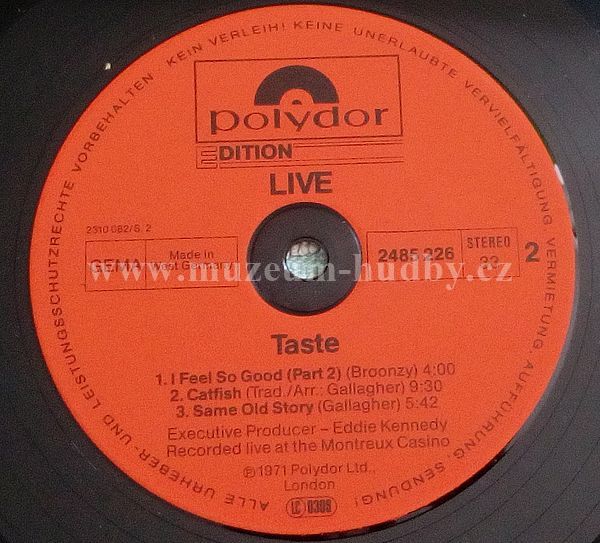 ALLE URHEBER- UND LEISTUNGSSCHUTZRECHTE VORBEHALTEN · KEIN VERLEIH! KEINE UNERLAUBTE VERVIELFÄLTIGUNG, VERMIETUNG, AUFFÜHRUNG, SENDUNG!
polydor
EDITION
LIVE
2310 082/S. 2
GEMA
Made in
West Germany
2485 226
STEREO
33
2
www.muzeum-hudby.cz
Taste
1. I Feel So Good (Part 2) (Broonzy) 4:00
2. Catfish (Trad./Arr.: Gallagher) 9:30
3. Same Old Story (Gallagher) 5:42
Executive Producer – Eddie Kennedy
Recorded live at the Montreux Casino
℗ 1971 Polydor Ltd.,
London
LC 0309